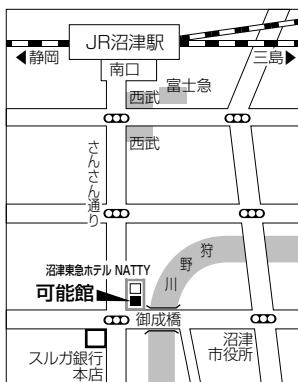 JR沼津駅
◀静岡
三島▶
南口
富士急
西武
西武
さんさん通り
狩野川
沼津東急ホテル NATTY
可能館
御成橋
スルガ銀行
本店
沼津
市役所